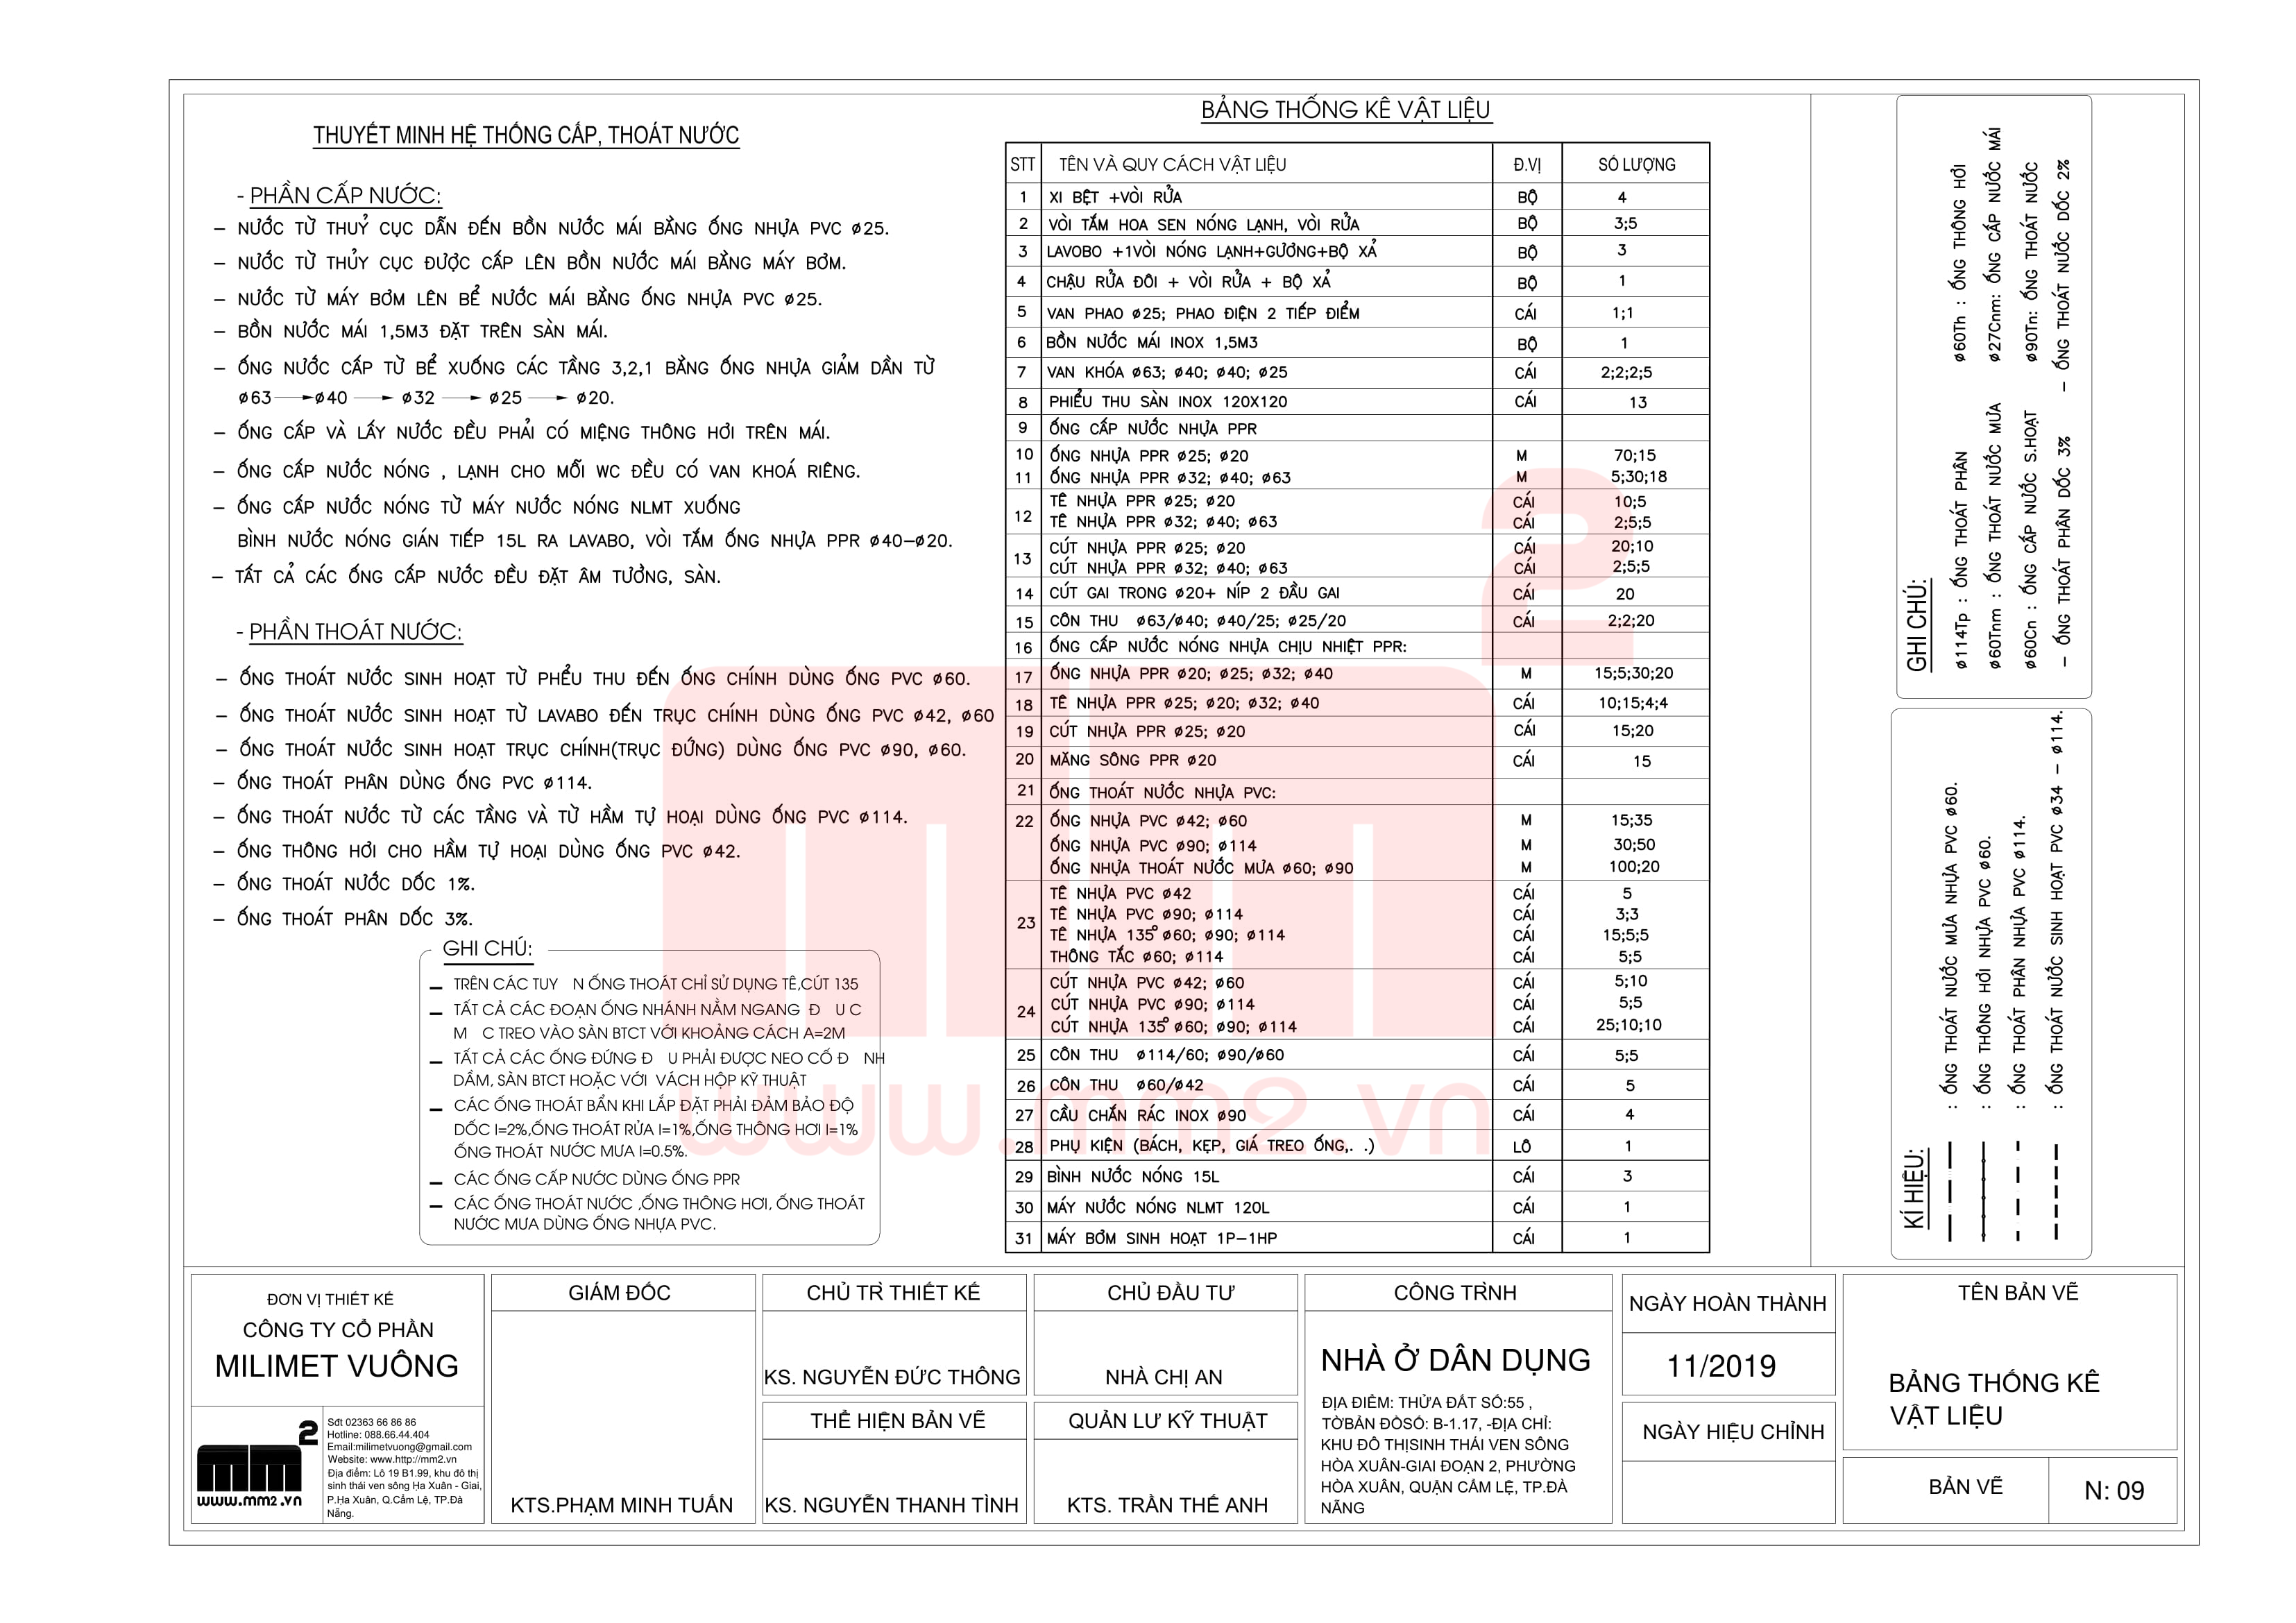 THUYẾT MINH HỆ THỐNG CẤP, THOÁT NƯỚC
- PHẦN CẤP NƯỚC:
– NƯỚC TỪ THUỶ CỤC DẪN ĐẾN BỒN NƯỚC MÁI BẰNG ỐNG NHỰA PVC ø25.
– NƯỚC TỪ THỦY CỤC ĐƯỢC CẤP LÊN BỒN NƯỚC MÁI BẰNG MÁY BƠM.
– NƯỚC TỪ MÁY BƠM LÊN BỂ NƯỚC MÁI BẰNG ỐNG NHỰA PVC ø25.
– BỒN NƯỚC MÁI 1,5M3 ĐẶT TRÊN SÀN MÁI.
– ỐNG NƯỚC CẤP TỪ BỂ XUỐNG CÁC TẦNG 3,2,1 BẰNG ỐNG NHỰA GIẢM DẦN TỪ
ø63 → ø40 → ø32 → ø25 → ø20.
– ỐNG CẤP VÀ LẤY NƯỚC ĐỀU PHẢI CÓ MIỆNG THÔNG HƠI TRÊN MÁI.
– ỐNG CẤP NƯỚC NÓNG , LẠNH CHO MỖI WC ĐỀU CÓ VAN KHOÁ RIÊNG.
– ỐNG CẤP NƯỚC NÓNG TỪ MÁY NƯỚC NÓNG NLMT XUỐNG
BÌNH NƯỚC NÓNG GIÁN TIẾP 15L RA LAVABO, VÒI TẮM ỐNG NHỰA PPR ø40–ø20.
– TẤT CẢ CÁC ỐNG CẤP NƯỚC ĐỀU ĐẶT ÂM TƯỜNG, SÀN.
- PHẦN THOÁT NƯỚC:
– ỐNG THOÁT NƯỚC SINH HOẠT TỪ PHỄU THU ĐẾN ỐNG CHÍNH DÙNG ỐNG PVC ø60.
– ỐNG THOÁT NƯỚC SINH HOẠT TỪ LAVABO ĐẾN TRỤC CHÍNH DÙNG ỐNG PVC ø42, ø60
– ỐNG THOÁT NƯỚC SINH HOẠT TRỤC CHÍNH(TRỤC ĐỨNG) DÙNG ỐNG PVC ø90, ø60.
– ỐNG THOÁT PHÂN DÙNG ỐNG PVC ø114.
– ỐNG THOÁT NƯỚC TỪ CÁC TẦNG VÀ TỪ HẦM TỰ HOẠI DÙNG ỐNG PVC ø114.
– ỐNG THÔNG HƠI CHO HẦM TỰ HOẠI DÙNG ỐNG PVC ø42.
– ỐNG THOÁT NƯỚC DỐC 1%.
– ỐNG THOÁT PHÂN DỐC 3%.
GHI CHÚ:
– TRÊN CÁC TUY N ỐNG THOÁT CHỈ SỬ DỤNG TÊ,CÚT 135
– TẤT CẢ CÁC ĐOẠN ỐNG NHÁNH NẰM NGANG Đ U C
M C TREO VÀO SÀN BTCT VỚI KHOẢNG CÁCH A=2M
– TẤT CẢ CÁC ỐNG ĐỨNG Đ U PHẢI ĐƯỢC NEO CỐ Đ NH
DẦM, SÀN BTCT HOẶC VỚI VÁCH HỘP KỸ THUẬT
– CÁC ỐNG THOÁT BẨN KHI LẮP ĐẶT PHẢI ĐẢM BẢO ĐỘ
DỐC I=2%,ỐNG THOÁT RỬA I=1%,ỐNG THÔNG HƠI I=1%
ỐNG THOÁT NƯỚC MƯA I=0.5%.
– CÁC ỐNG CẤP NƯỚC DÙNG ỐNG PPR
– CÁC ỐNG THOÁT NƯỚC ,ỐNG THÔNG HƠI, ỐNG THOÁT
NƯỚC MƯA DÙNG ỐNG NHỰA PVC.
BẢNG THỐNG KÊ VẬT LIỆU
STT TÊN VÀ QUY CÁCH VẬT LIỆU Đ.VỊ SỐ LƯỢNG
1 XI BỆT +VÒI RỬA BỘ 4
2 VÒI TẮM HOA SEN NÓNG LẠNH, VÒI RỬA BỘ 3;5
3 LAVOBO +1VÒI NÓNG LẠNH+GƯƠNG+BỘ XẢ BỘ 3
4 CHẬU RỬA ĐÔI + VÒI RỬA + BỘ XẢ BỘ 1
5 VAN PHAO ø25; PHAO ĐIỆN 2 TIẾP ĐIỂM CÁI 1;1
6 BỒN NƯỚC MÁI INOX 1,5M3 BỘ 1
7 VAN KHÓA ø63; ø40; ø40; ø25 CÁI 2;2;2;5
8 PHIỂU THU SÀN INOX 120X120 CÁI 13
9 ỐNG CẤP NƯỚC NHỰA PPR
10 ỐNG NHỰA PPR ø25; ø20 M 70;15
11 ỐNG NHỰA PPR ø32; ø40; ø63 M 5;30;18
12 TÊ NHỰA PPR ø25; ø20 CÁI 10;5
TÊ NHỰA PPR ø32; ø40; ø63 CÁI 2;5;5
13 CÚT NHỰA PPR ø25; ø20 CÁI 20;10
CÚT NHỰA PPR ø32; ø40; ø63 CÁI 2;5;5
14 CÚT GAI TRONG ø20+ NÍP 2 ĐẦU GAI CÁI 20
15 CÔN THU ø63/ø40; ø40/25; ø25/20 CÁI 2;2;20
16 ỐNG CẤP NƯỚC NÓNG NHỰA CHỊU NHIỆT PPR:
17 ỐNG NHỰA PPR ø20; ø25; ø32; ø40 M 15;5;30;20
18 TÊ NHỰA PPR ø25; ø20; ø32; ø40 CÁI 10;15;4;4
19 CÚT NHỰA PPR ø25; ø20 CÁI 15;20
20 MĂNG SÔNG PPR ø20 CÁI 15
21 ỐNG THOÁT NƯỚC NHỰA PVC:
22 ỐNG NHỰA PVC ø42; ø60 M 15;35
ỐNG NHỰA PVC ø90; ø114 M 30;50
ỐNG NHỰA THOÁT NƯỚC MƯA ø60; ø90 M 100;20
23 TÊ NHỰA PVC ø42 CÁI 5
TÊ NHỰA PVC ø90; ø114 CÁI 3;3
TÊ NHỰA 135° ø60; ø90; ø114 CÁI 15;5;5
THÔNG TẮC ø60; ø114 CÁI 5;5
24 CÚT NHỰA PVC ø42; ø60 CÁI 5;10
CÚT NHỰA PVC ø90; ø114 CÁI 5;5
CÚT NHỰA 135° ø60; ø90; ø114 CÁI 25;10;10
25 CÔN THU ø114/60; ø90/ø60 CÁI 5;5
26 CÔN THU ø60/ø42 CÁI 5
27 CẦU CHẮN RÁC INOX ø90 CÁI 4
28 PHỤ KIỆN (BÁCH, KẸP, GIÁ TREO ỐNG,. .) LÔ 1
29 BÌNH NƯỚC NÓNG 15L CÁI 3
30 MÁY NƯỚC NÓNG NLMT 120L CÁI 1
31 MÁY BƠM SINH HOẠT 1P–1HP CÁI 1
GHI CHÚ:
ø114Tp : ỐNG THOÁT PHÂN ø60Th : ỐNG THÔNG HƠI
ø60Tnm : ỐNG THOÁT NƯỚC MƯA ø27Cnm: ỐNG CẤP NƯỚC MÁI
ø60Cn : ỐNG CẤP NƯỚC S.HOẠT ø90Tn: ỐNG THOÁT NƯỚC
– ỐNG THOÁT PHÂN DỐC 3% – ỐNG THOÁT NƯỚC DỐC 2%
KÍ HIỆU:
: ỐNG THOÁT NƯỚC MƯA NHỰA PVC ø60.
: ỐNG THÔNG HƠI NHỰA PVC ø60.
: ỐNG THOÁT PHÂN NHỰA PVC ø114.
: ỐNG THOÁT NƯỚC SINH HOẠT PVC ø34 – ø114.
mm2
www.mm2.vn
ĐƠN VỊ THIẾT KẾ
CÔNG TY CỔ PHẦN
MILIMET VUÔNG
mm2
www.mm2.vn
Sđt 02363 66 86 86
Hotline: 088.66.44.404
Email:milimetvuong@gmail.com
Website: www.http://mm2.vn
Địa điểm: Lô 19 B1.99, khu đô thị
sinh thái ven sông Hạ Xuân - Giai,
P.Hạ Xuân, Q.Cẩm Lệ, TP.Đà
Nẵng.
GIÁM ĐỐC
KTS.PHẠM MINH TUẤN
CHỦ TRÌ THIẾT KẾ
KS. NGUYỄN ĐỨC THÔNG
THỂ HIỆN BẢN VẼ
KS. NGUYỄN THANH TÌNH
CHỦ ĐẦU TƯ
NHÀ CHỊ AN
QUẢN LƯ KỸ THUẬT
KTS. TRẦN THẾ ANH
CÔNG TRÌNH
NHÀ Ở DÂN DỤNG
ĐỊA ĐIỂM: THỬA ĐẤT SỐ:55 ,
TỜBẢN ĐỒSỐ: B-1.17, -ĐỊA CHỈ:
KHU ĐÔ THỊSINH THÁI VEN SÔNG
HÒA XUÂN-GIAI ĐOẠN 2, PHƯỜNG
HÒA XUÂN, QUẬN CẨM LỆ, TP.ĐÀ
NẴNG
NGÀY HOÀN THÀNH
11/2019
NGÀY HIỆU CHỈNH
TÊN BẢN VẼ
BẢNG THỐNG KÊ
VẬT LIỆU
BẢN VẼ N: 09